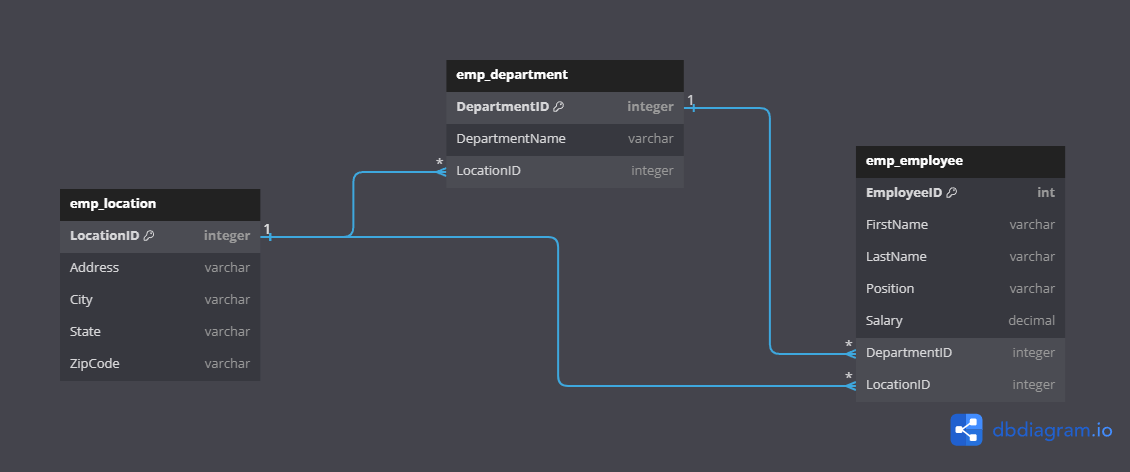 emp_department
DepartmentID integer
DepartmentName varchar
LocationID integer
1
*
emp_location
LocationID integer
Address varchar
City varchar
State varchar
ZipCode varchar
1
emp_employee
EmployeeID int
FirstName varchar
LastName varchar
Position varchar
Salary decimal
DepartmentID integer
LocationID integer
*
*
dbdiagram.io